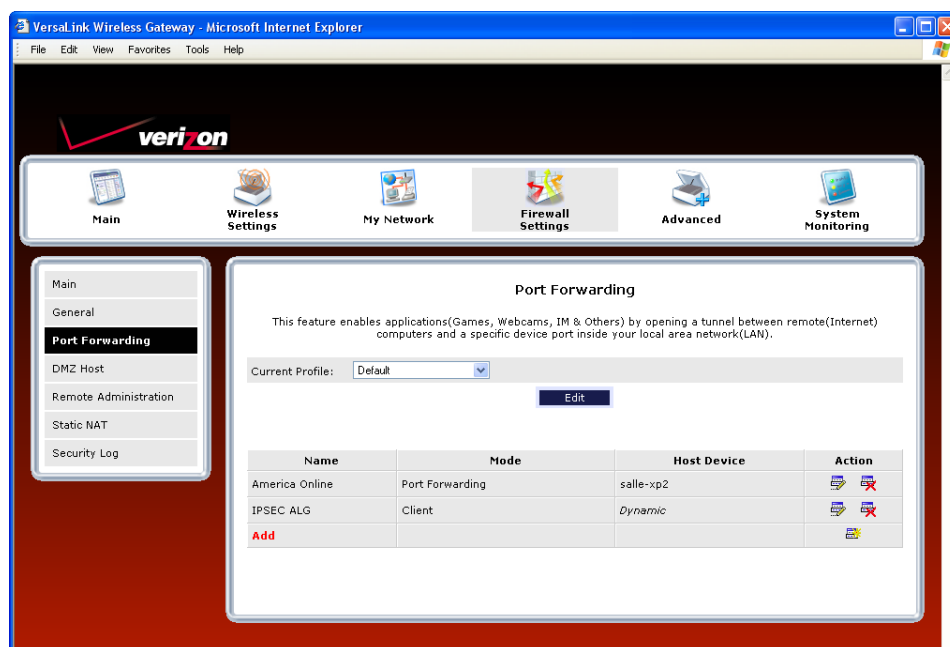 VersaLink Wireless Gateway - Microsoft Internet Explorer
File Edit View Favorites Tools Help
verizon
Main
Wireless Settings
My Network
Firewall Settings
Advanced
System Monitoring
Main
General
Port Forwarding
DMZ Host
Remote Administration
Static NAT
Security Log
Port Forwarding
This feature enables applications(Games, Webcams, IM & Others) by opening a tunnel between remote(Internet)
computers and a specific device port inside your local area network(LAN).
Current Profile: Default
Edit
Name Mode Host Device Action
America Online Port Forwarding salle-xp2
IPSEC ALG Client Dynamic
Add